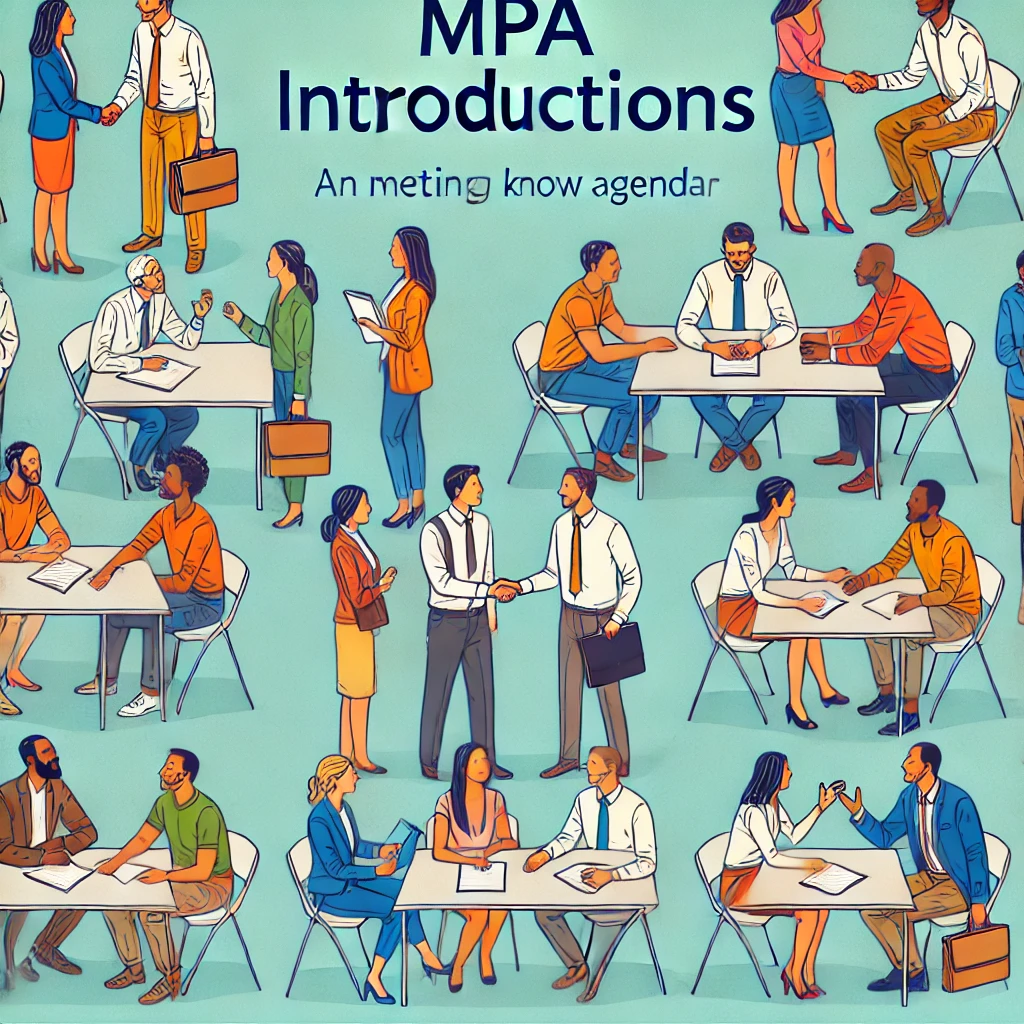 MPA
Introductions
An meting know agendar